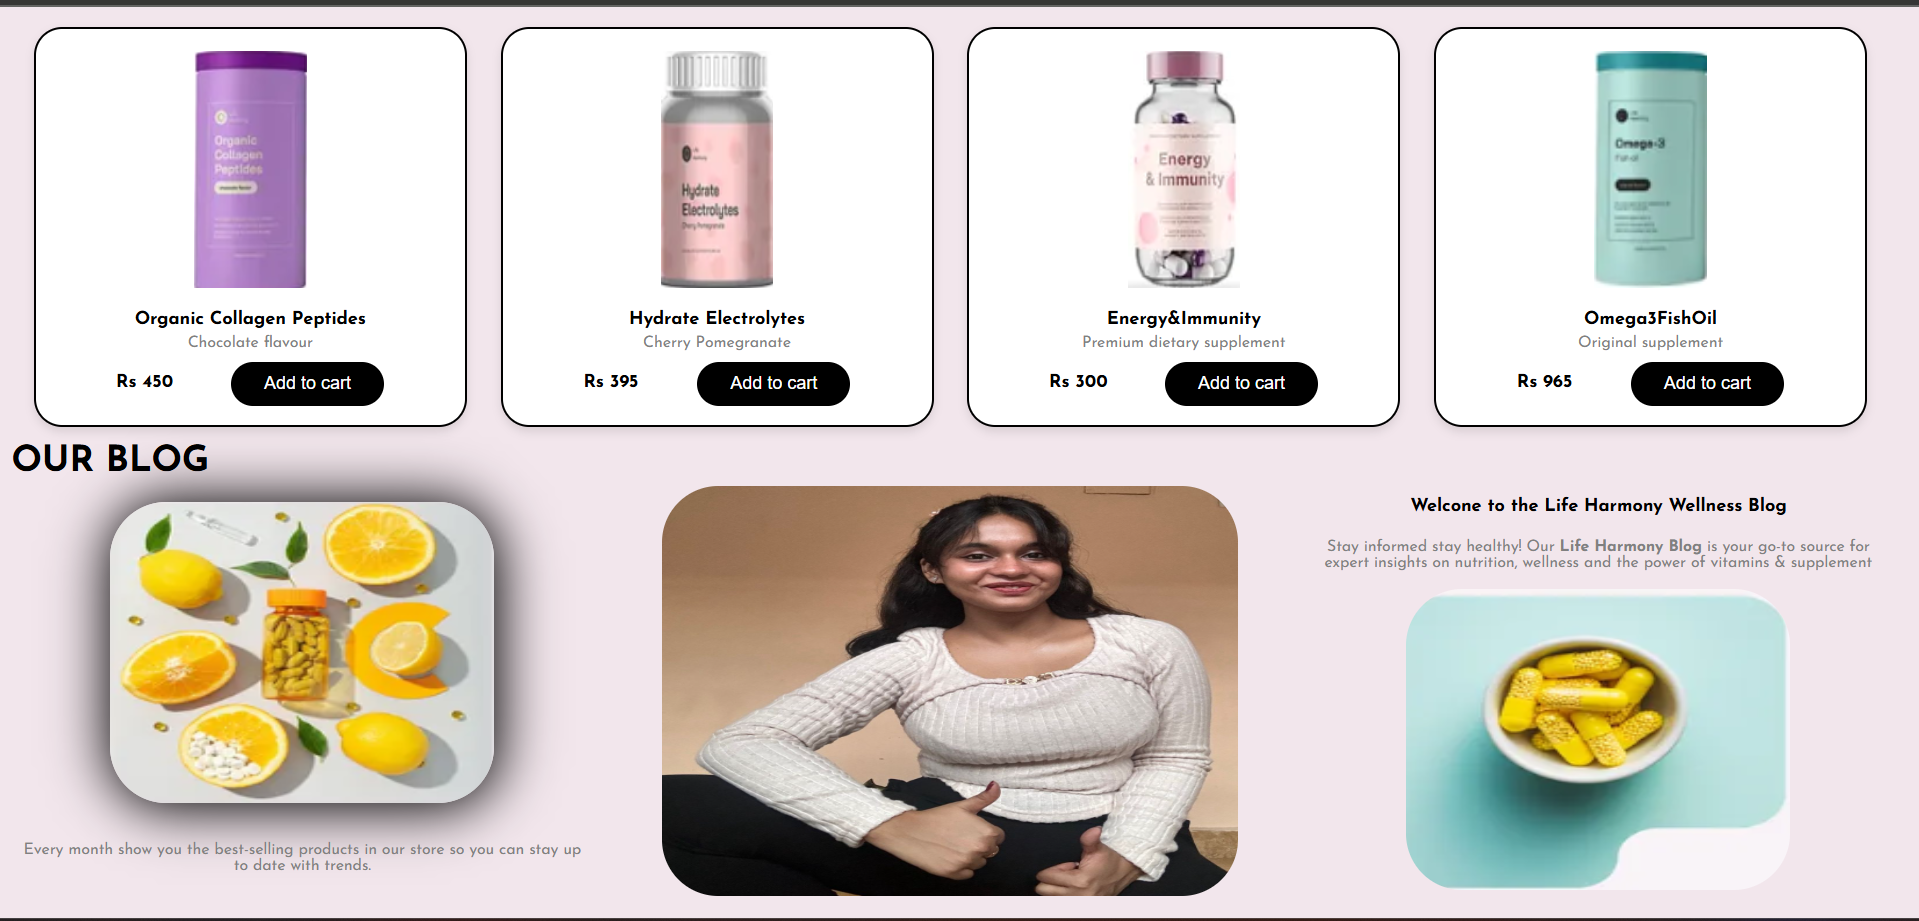 Organic
Collagen
Peptides
Hydrate
Electrolytes
Cherry Pomegranate
Energy
& Immunity
Omega-3
Fish oil
Organic Collagen Peptides
Chocolate flavour
Rs 450
Add to cart
Hydrate Electrolytes
Cherry Pomegranate
Rs 395
Add to cart
Energy&Immunity
Premium dietary supplement
Rs 300
Add to cart
Omega3FishOil
Original supplement
Rs 965
Add to cart
OUR BLOG
Every month show you the best-selling products in our store so you can stay up
to date with trends.
Welcone to the Life Harmony Wellness Blog
Stay informed stay healthy! Our Life Harmony Blog is your go-to source for
expert insights on nutrition, wellness and the power of vitamins & supplement